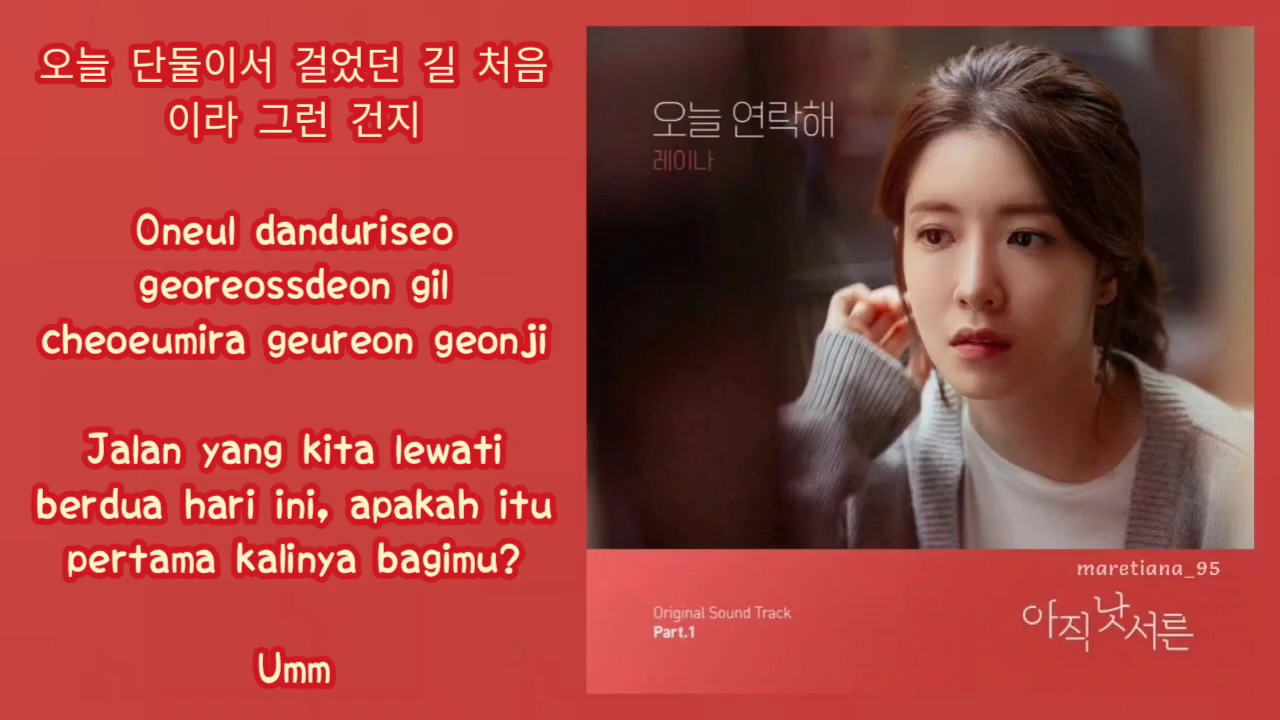 오늘 단둘이서 걸었던 길 처음
이라 그런 건지
Oneul danduriseo
georeossdeon gil
cheoeumira geureon geonji
Jalan yang kita lewati
berdua hari ini, apakah itu
pertama kalinya bagimu?
Umm
오늘 연락해
레이나
maretiana_95
Original Sound Track
Part.1
아직 낫서른